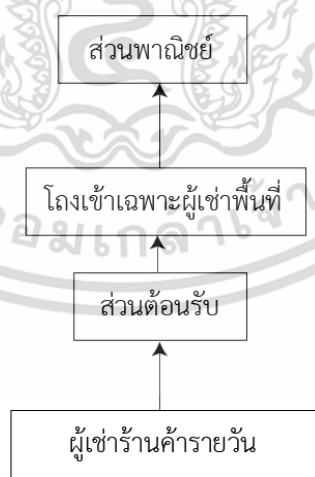 ส่วนพาณิชย์
โถงเข้าเฉพาะผู้เช่าพื้นที่
ส่วนต้อนรับ
ผู้เช่าร้านค้ารายวัน